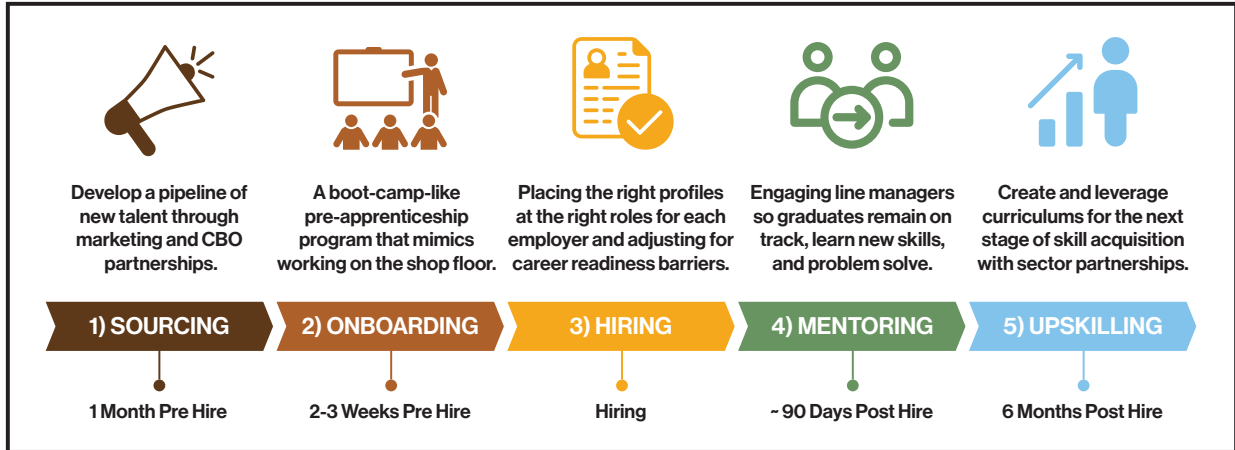 Develop a pipeline of
new talent through
marketing and CBO
partnerships.
A boot-camp-like
pre-apprenticeship
program that mimics
working on the shop floor.
Placing the right profiles
at the right roles for each
employer and adjusting for
career readiness barriers.
Engaging line managers
so graduates remain on
track, learn new skills,
and problem solve.
Create and leverage
curriculums for the next
stage of skill acquisition
with sector partnerships.
1) SOURCING
2) ONBOARDING
3) HIRING
4) MENTORING
5) UPSKILLING
1 Month Pre Hire
2-3 Weeks Pre Hire
Hiring
~ 90 Days Post Hire
6 Months Post Hire